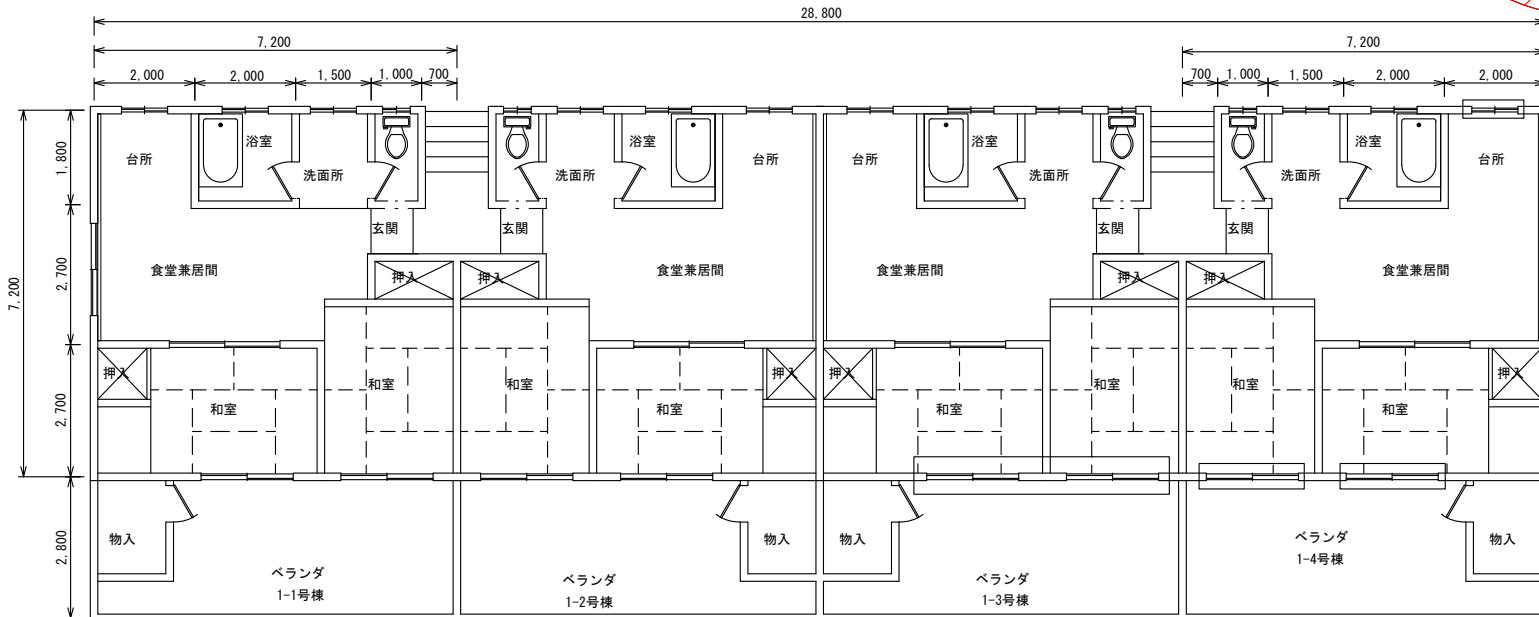 28,800
7,200
7,200
2,000
2,000
1,500
1,000
700
700
1,000
1,500
2,000
2,000
台所
浴室
洗面所
洗面所
浴室
台所
台所
浴室
洗面所
洗面所
浴室
台所
1,800
玄関
玄関
玄関
玄関
7,200
2,700
食堂兼居間
押入
押入
食堂兼居間
食堂兼居間
押入
押入
食堂兼居間
2,700
押入
和室
和室
和室
和室
押入
押入
和室
和室
和室
和室
押入
2,800
物入
物入
物入
物入
ベランダ
1-1号棟
ベランダ
1-2号棟
ベランダ
1-3号棟
ベランダ
1-4号棟